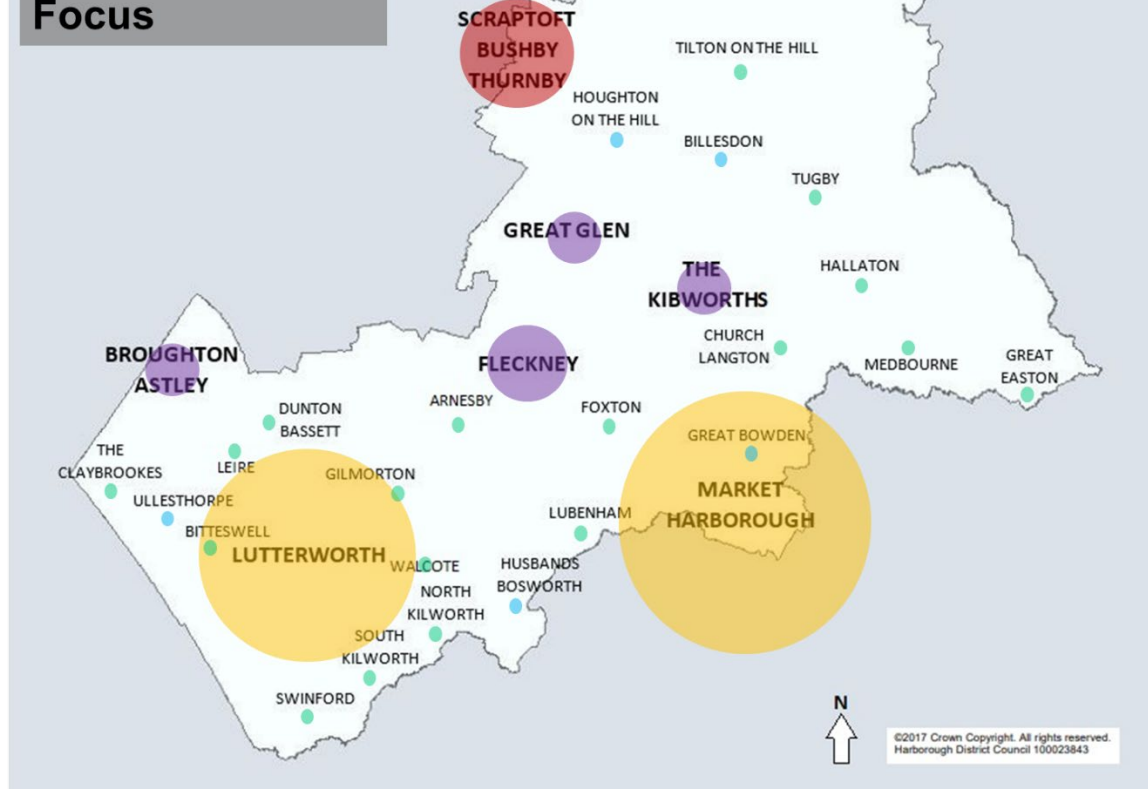 Focus
SCRAPTOFT
BUSHBY
THURNBY
TILTON ON THE HILL
HOUGHTON
ON THE HILL
BILLESDON
TUGBY
GREAT GLEN
THE
KIBWORTHS
HALLATON
CHURCH
LANGTON
MEDBOURNE
GREAT
EASTON
BROUGHTON
ASTLEY
FLECKNEY
ARNESBY
FOXTON
DUNTON
BASSETT
GREAT BOWDEN
THE
CLAYBROOKES
LEIRE
GILMORTON
MARKET
HARBOROUGH
ULLESTHORPE
BITTESWELL
LUTTERWORTH
LUBENHAM
WALCOTE
HUSBANDS
BOSWORTH
NORTH
KILWORTH
SOUTH
KILWORTH
SWINFORD
N
©2017 Crown Copyright. All rights reserved.
Harborough District Council 100023843